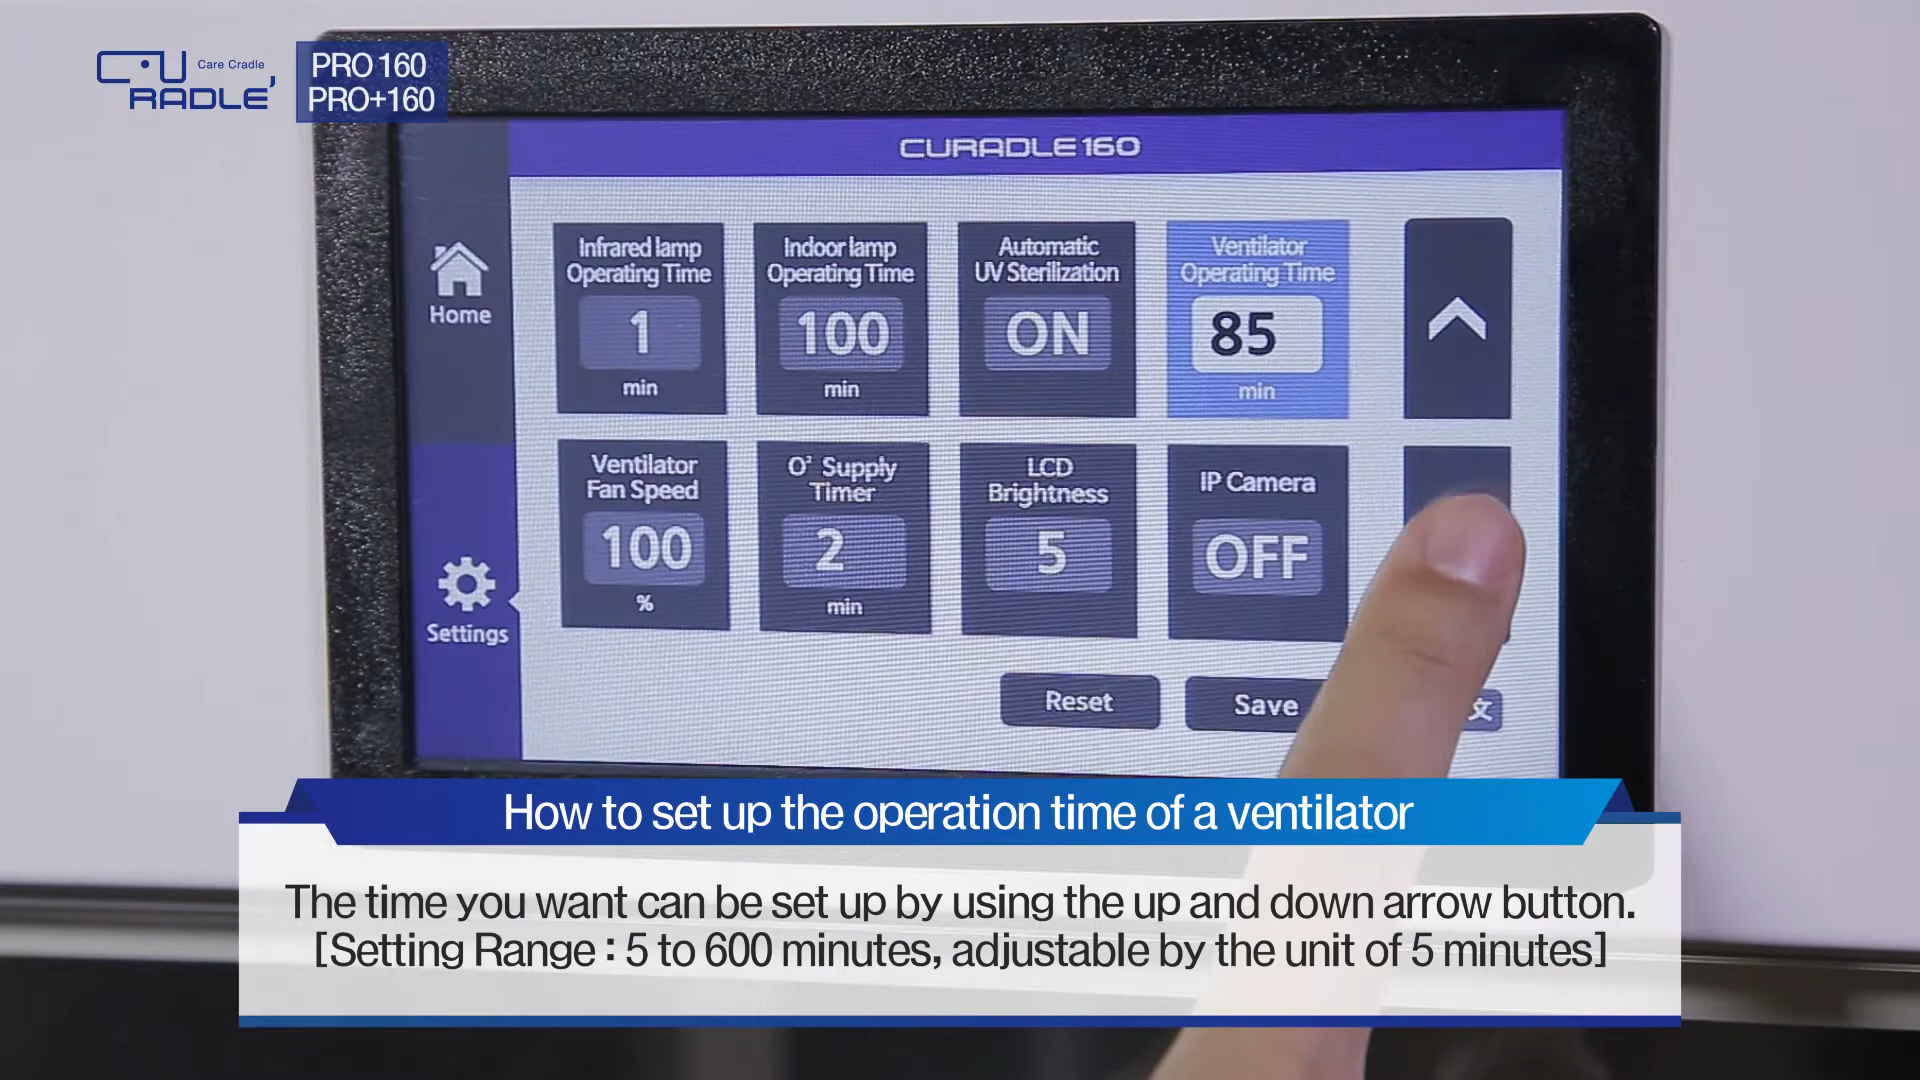 CURADLE
Care Cradle
PRO 160
PRO+160
CURADLE 160
Home
Settings
Infrared lamp
Operating Time
1
min
Indoor lamp
Operating Time
100
min
Automatic
UV Sterilization
ON
Ventilator
Operating Time
85
min
Ventilator
Fan Speed
100
%
O² Supply
Timer
2
min
LCD
Brightness
5
IP Camera
OFF
Reset
Save
文
How to set up the operation time of a ventilator
The time you want can be set up by using the up and down arrow button.
[Setting Range : 5 to 600 minutes, adjustable by the unit of 5 minutes]